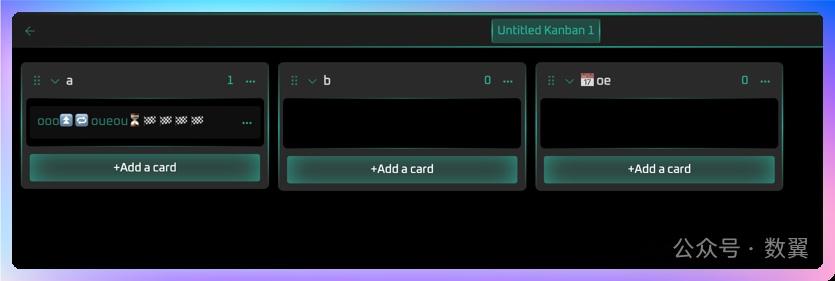 Untitled Kanban 1
a 1
ooo⏫🔁 oueou⏳🏁🏁🏁🏁
+Add a card
b 0
+Add a card
📅 oe 0
+Add a card
公众号 · 数翼